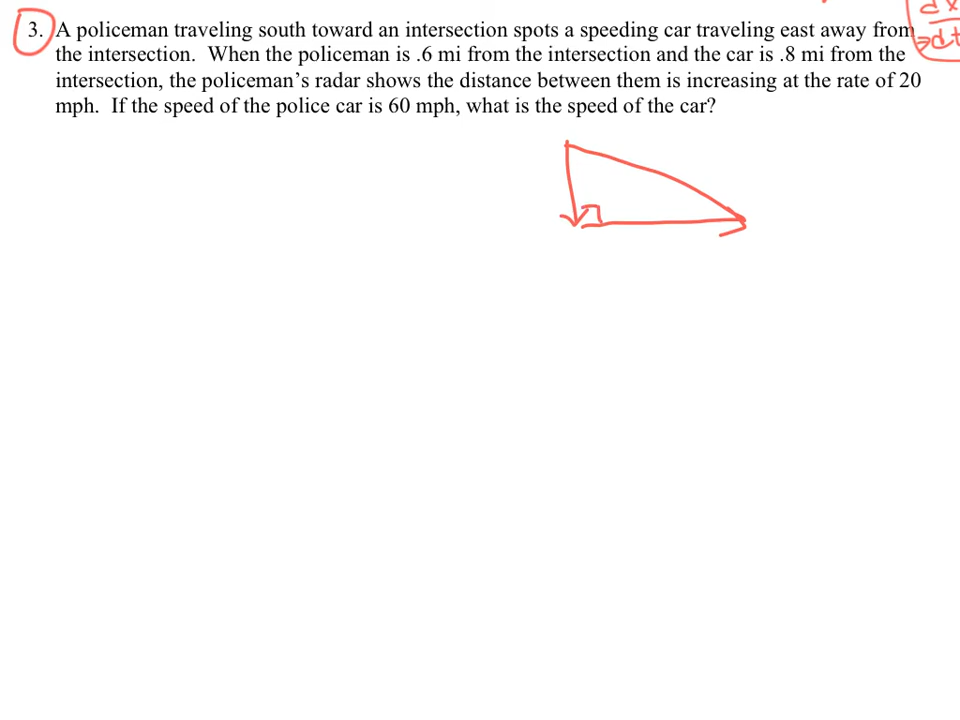 3. A policeman traveling south toward an intersection spots a speeding car traveling east away from
the intersection. When the policeman is .6 mi from the intersection and the car is .8 mi from the
intersection, the policeman's radar shows the distance between them is increasing at the rate of 20
mph. If the speed of the police car is 60 mph, what is the speed of the car?
dx
dt